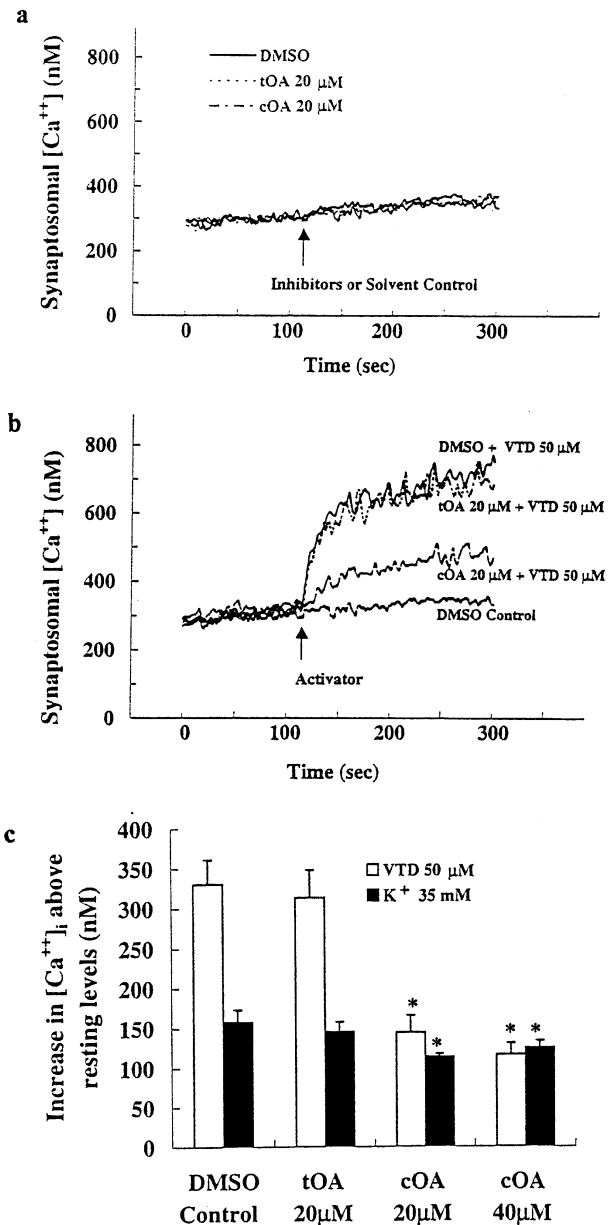 a
Synaptosomal [Ca++] (nM)
800
600
400
200
0
DMSO
tOA 20 μM
cOA 20 μM
Inhibitors or Solvent Control
0 100 200 300
Time (sec)
b
Synaptosomal [Ca++] (nM)
800
600
400
200
0
DMSO + VTD 50 μM
tOA 20 μM + VTD 50 μM
cOA 20 μM + VTD 50 μM
DMSO Control
Activator
0 100 200 300
Time (sec)
c
Increase in [Ca++]i above
resting levels (nM)
400
350
300
250
200
150
100
50
0
VTD 50 μM
K+ 35 mM
* * * *
DMSO tOA cOA cOA
Control 20μM 20μM 40μM